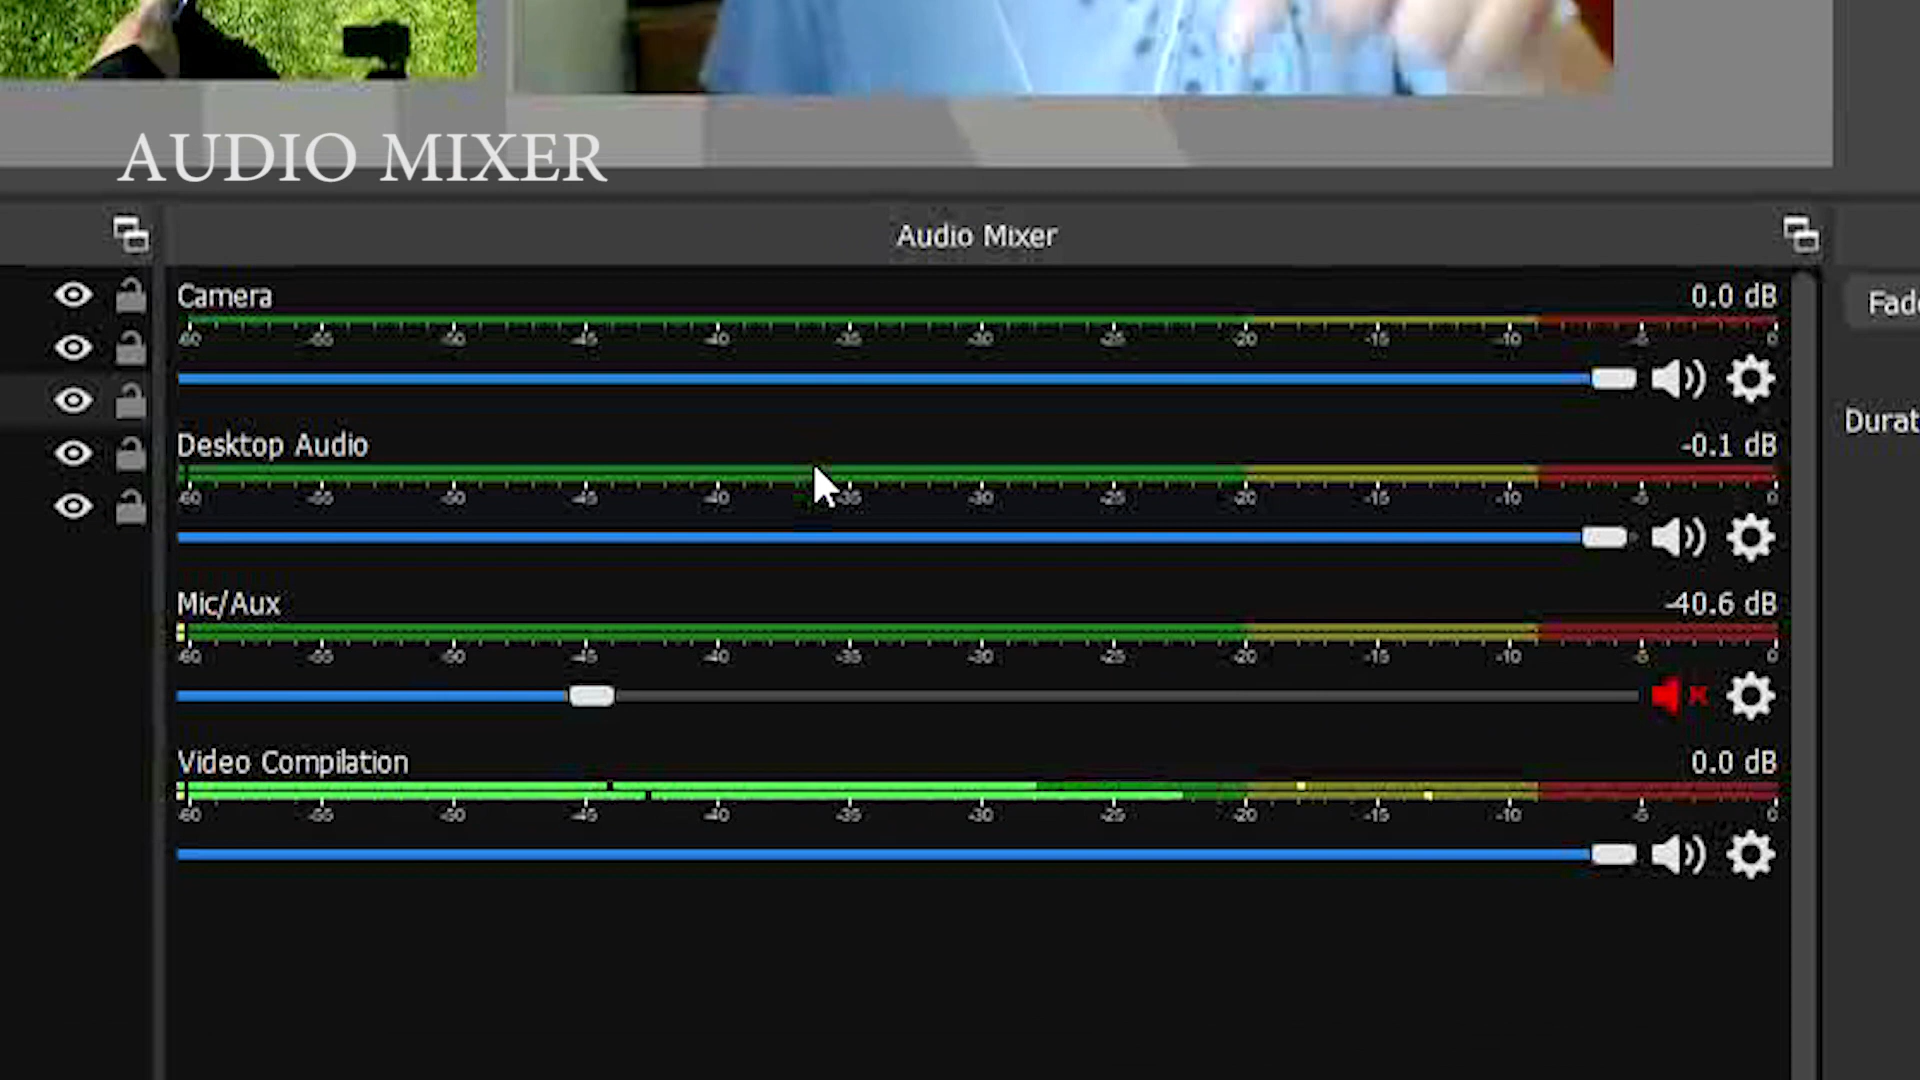 AUDIO MIXER
Audio Mixer
Camera 0.0 dB
-60 -55 -50 -45 -40 -35 -30 -25 -20 -15 -10 -5 0
Fade
Desktop Audio -0.1 dB
Durat
-60 -55 -50 -45 -40 -35 -30 -25 -20 -15 -10 -5 0
Mic/Aux -40.6 dB
-60 -55 -50 -45 -40 -35 -30 -25 -20 -15 -10 -5 0
Video Compilation 0.0 dB
-60 -55 -50 -45 -40 -35 -30 -25 -20 -15 -10 -5 0